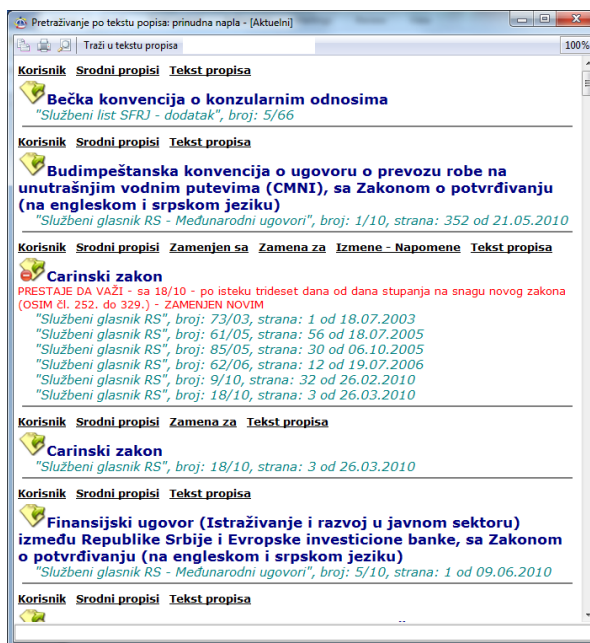 Pretraživanje po tekstu popisa: prinudna napla - [Aktuelni]
Traži u tekstu propisa
100%
Korisnik Srodni propisi Tekst propisa
Bečka konvencija o konzularnim odnosima
"Službeni list SFRJ - dodatak", broj: 5/66
Korisnik Srodni propisi Tekst propisa
Budimpeštanska konvencija o ugovoru o prevozu robe na
unutrašnjim vodnim putevima (CMNI), sa Zakonom o potvrđivanju
(na engleskom i srpskom jeziku)
"Službeni glasnik RS - Međunarodni ugovori", broj: 1/10, strana: 352 od 21.05.2010
Korisnik Srodni propisi Zamenjen sa Zamena za Izmene - Napomene Tekst propisa
Carinski zakon
PRESTAJE DA VAŽI - sa 18/10 - po isteku trideset dana od dana stupanja na snagu novog zakona
(OSIM čl. 252. do 329.) - ZAMENJEN NOVIM
"Službeni glasnik RS", broj: 73/03, strana: 1 od 18.07.2003
"Službeni glasnik RS", broj: 61/05, strana: 56 od 18.07.2005
"Službeni glasnik RS", broj: 85/05, strana: 30 od 06.10.2005
"Službeni glasnik RS", broj: 62/06, strana: 12 od 19.07.2006
"Službeni glasnik RS", broj: 9/10, strana: 32 od 26.02.2010
"Službeni glasnik RS", broj: 18/10, strana: 3 od 26.03.2010
Korisnik Srodni propisi Zamena za Tekst propisa
Carinski zakon
"Službeni glasnik RS", broj: 18/10, strana: 3 od 26.03.2010
Korisnik Srodni propisi Tekst propisa
Finansijski ugovor (Istraživanje i razvoj u javnom sektoru)
između Republike Srbije i Evropske investicione banke, sa Zakonom
o potvrđivanju (na engleskom i srpskom jeziku)
"Službeni glasnik RS - Međunarodni ugovori", broj: 5/10, strana: 1 od 09.06.2010
Korisnik Srodni propisi Tekst propisa